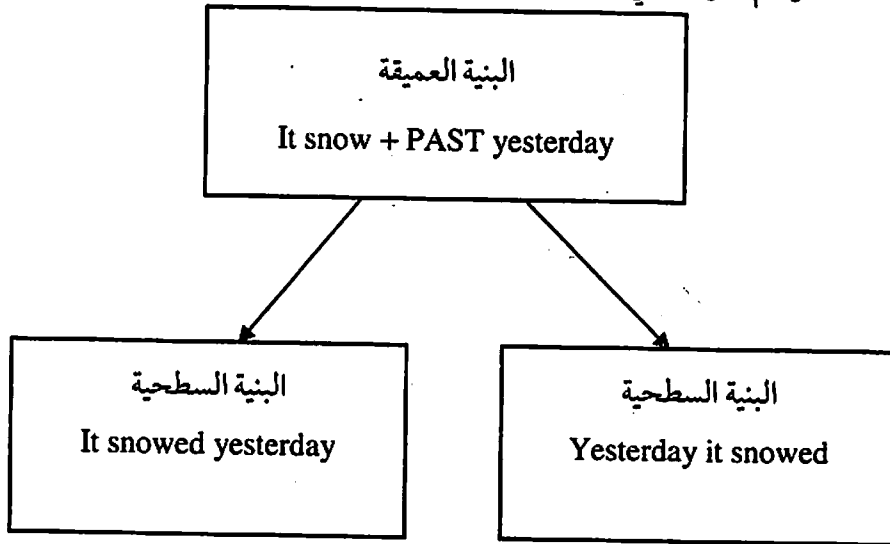 البنية العميقة
It snow + PAST yesterday
البنية السطحية
It snowed yesterday
البنية السطحية
Yesterday it snowed